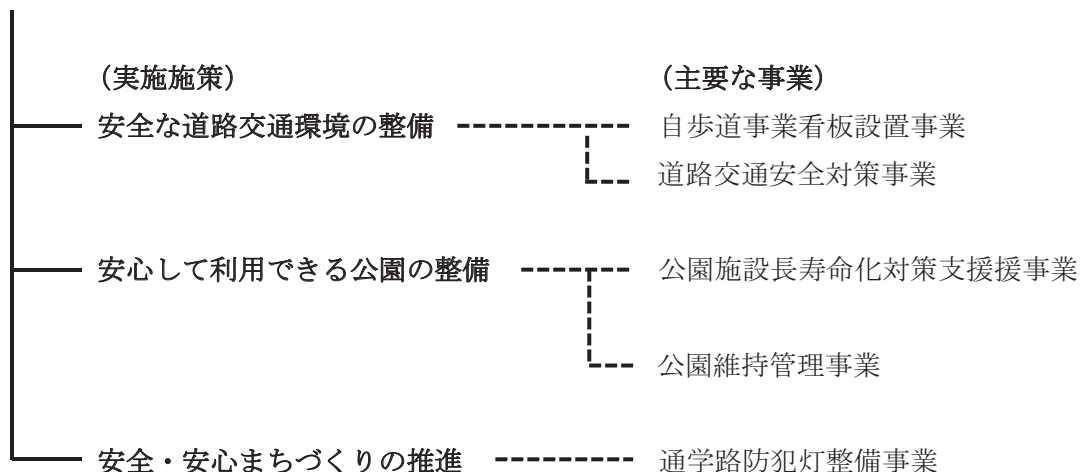 (実施施策) (主要な事業)
安全な道路交通環境の整備 自歩道事業看板設置事業
道路交通安全対策事業
安心して利用できる公園の整備 公園施設長寿命化対策支援援事業
公園維持管理事業
安全・安心まちづくりの推進 通学路防犯灯整備事業